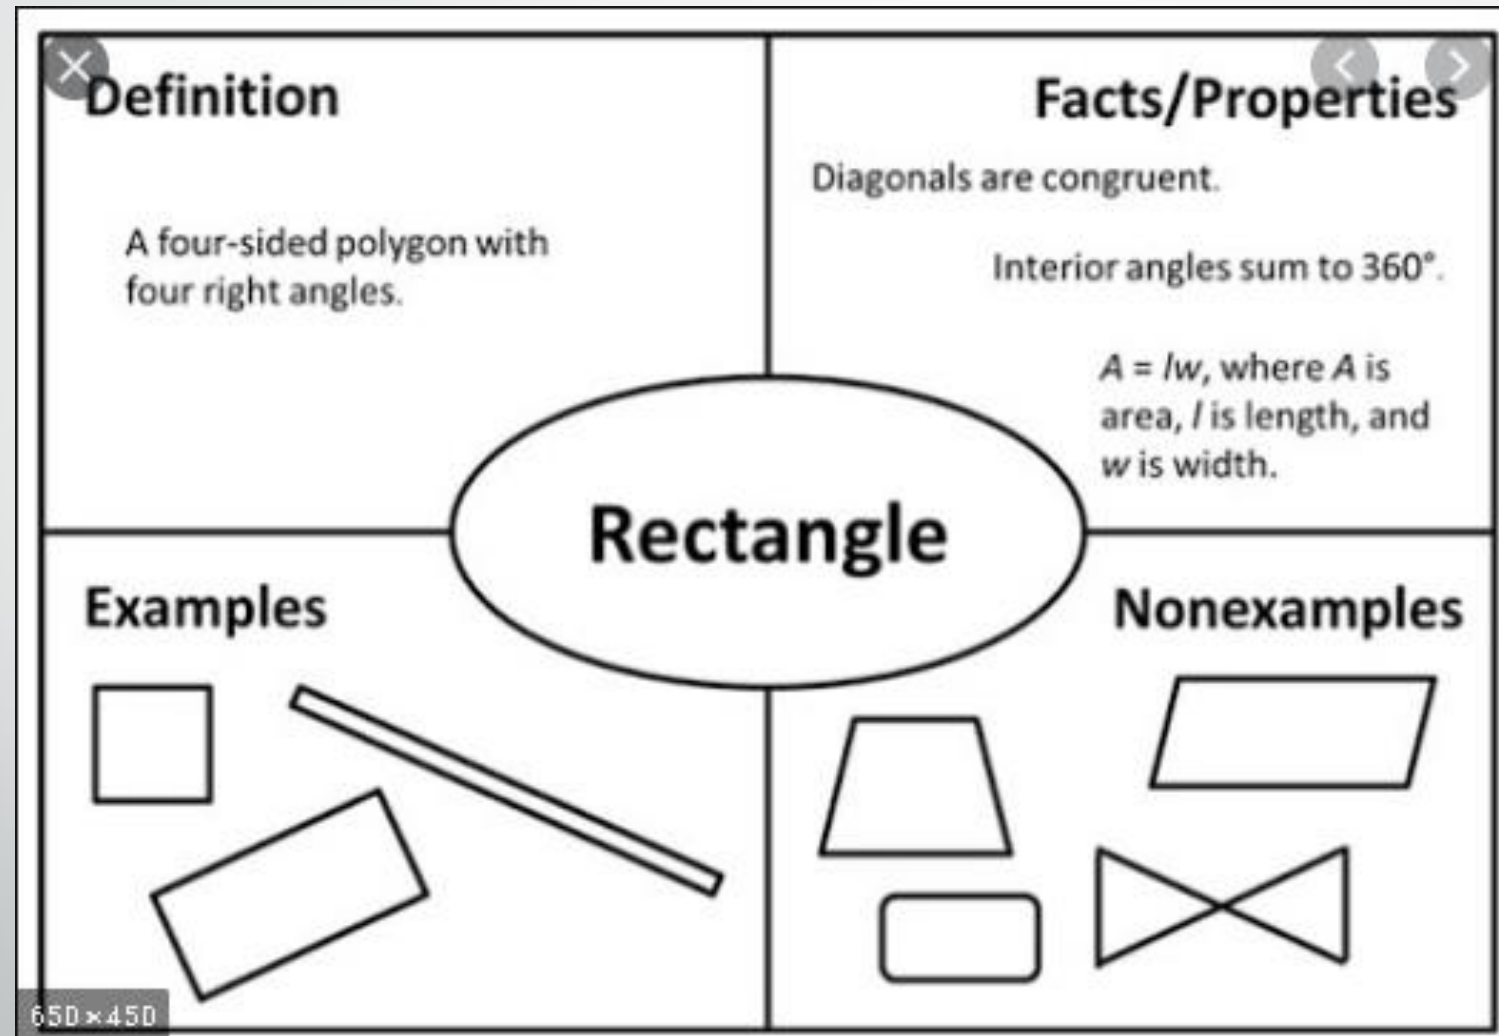 Definition
A four-sided polygon with
four right angles.
Facts/Properties
Diagonals are congruent.
Interior angles sum to 360°.
A = lw, where A is
area, l is length, and
w is width.
Rectangle
Examples
Nonexamples
650×450